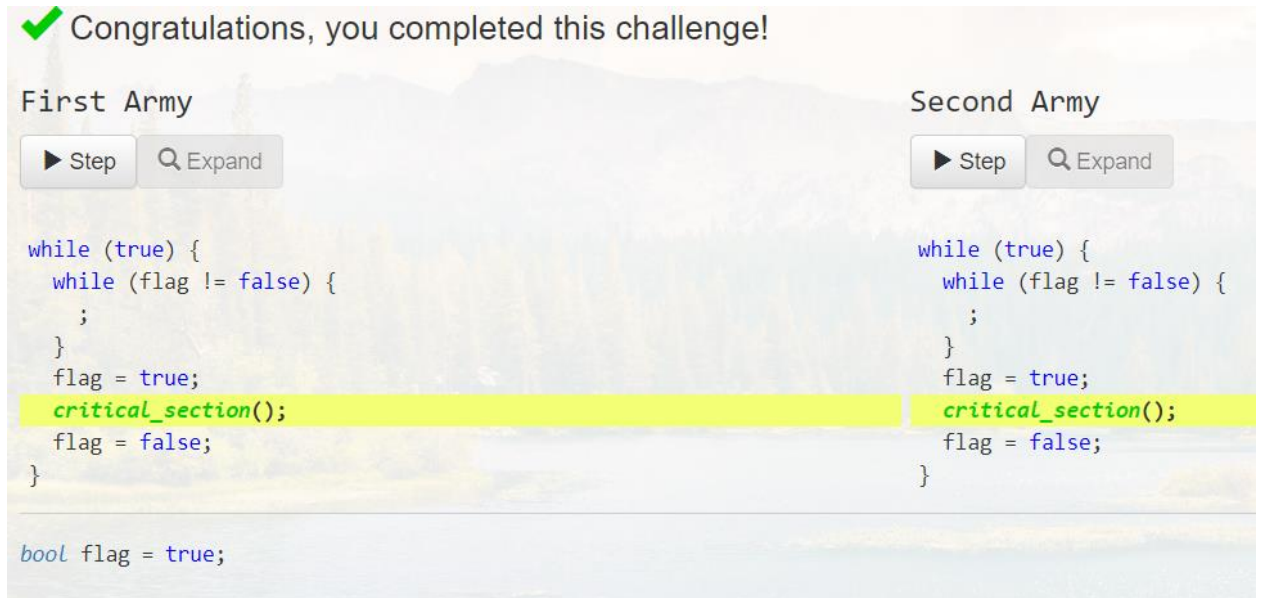 Congratulations, you completed this challenge!
First Army
Step Expand
while (true) {
  while (flag != false) {
    ;
  }
  flag = true;
  critical_section();
  flag = false;
}
Second Army
Step Expand
while (true) {
  while (flag != false) {
    ;
  }
  flag = true;
  critical_section();
  flag = false;
}
bool flag = true;